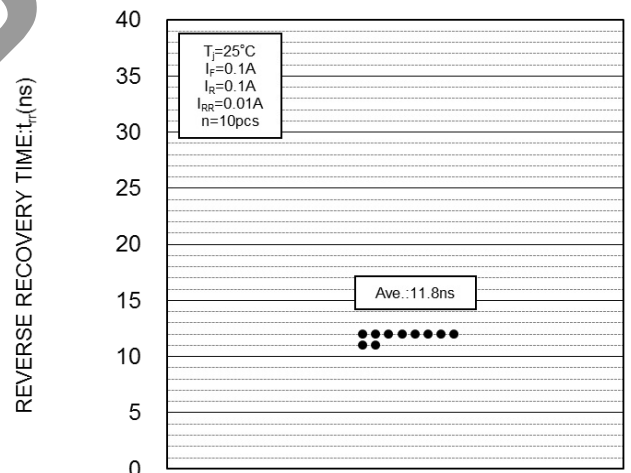 REVERSE RECOVERY TIME:trr(ns)
40
35
30
25
20
15
10
5
0
Tj=25°C
IF=0.1A
IR=0.1A
IRR=0.01A
n=10pcs
Ave.:11.8ns